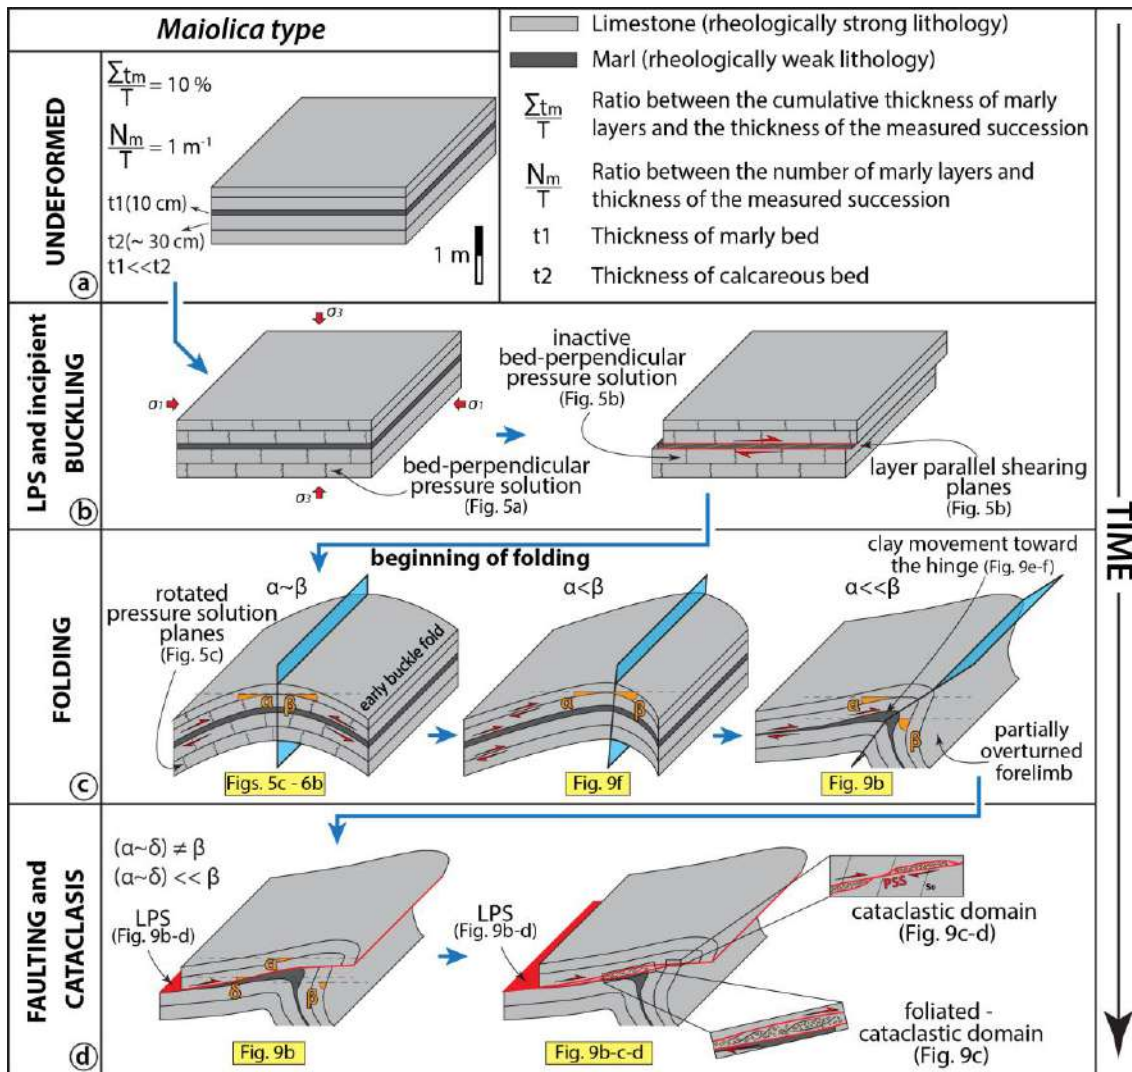 Maiolica type
Limestone (rheologically strong lithology)
Marl (rheologically weak lithology)
Σtm/T Ratio between the cumulative thickness of marly
layers and the thickness of the measured succession
Nm/T Ratio between the number of marly layers and
thickness of the measured succession
t1 Thickness of marly bed
t2 Thickness of calcareous bed
UNDEFORMED
a
Σtm/T = 10 %
Nm/T = 1 m⁻¹
t1(10 cm)
t2(~ 30 cm)
t1<<t2
1 m
LPS and incipient
BUCKLING
b
σ3
σ1
σ1
σ3
bed-perpendicular
pressure solution
(Fig. 5a)
inactive
bed-perpendicular
pressure solution
(Fig. 5b)
layer parallel shearing
planes
(Fig. 5b)
TIME
FOLDING
c
beginning of folding
rotated
pressure solution
planes
(Fig. 5c)
α~β
early buckle fold
α
β
Figs. 5c - 6b
α<β
α
β
Fig. 9f
clay movement toward
the hinge (Fig. 9e-f)
α<<β
α
β
partially
overturned
forelimb
Fig. 9b
FAULTING and
CATACLASIS
d
(α~δ) ≠ β
(α~δ) << β
LPS
(Fig. 9b-d)
α
δ
β
Fig. 9b
LPS
(Fig. 9b-d)
Fig. 9b-c-d
PSS
S0
cataclastic domain
(Fig. 9c-d)
foliated -
cataclastic domain
(Fig. 9c)